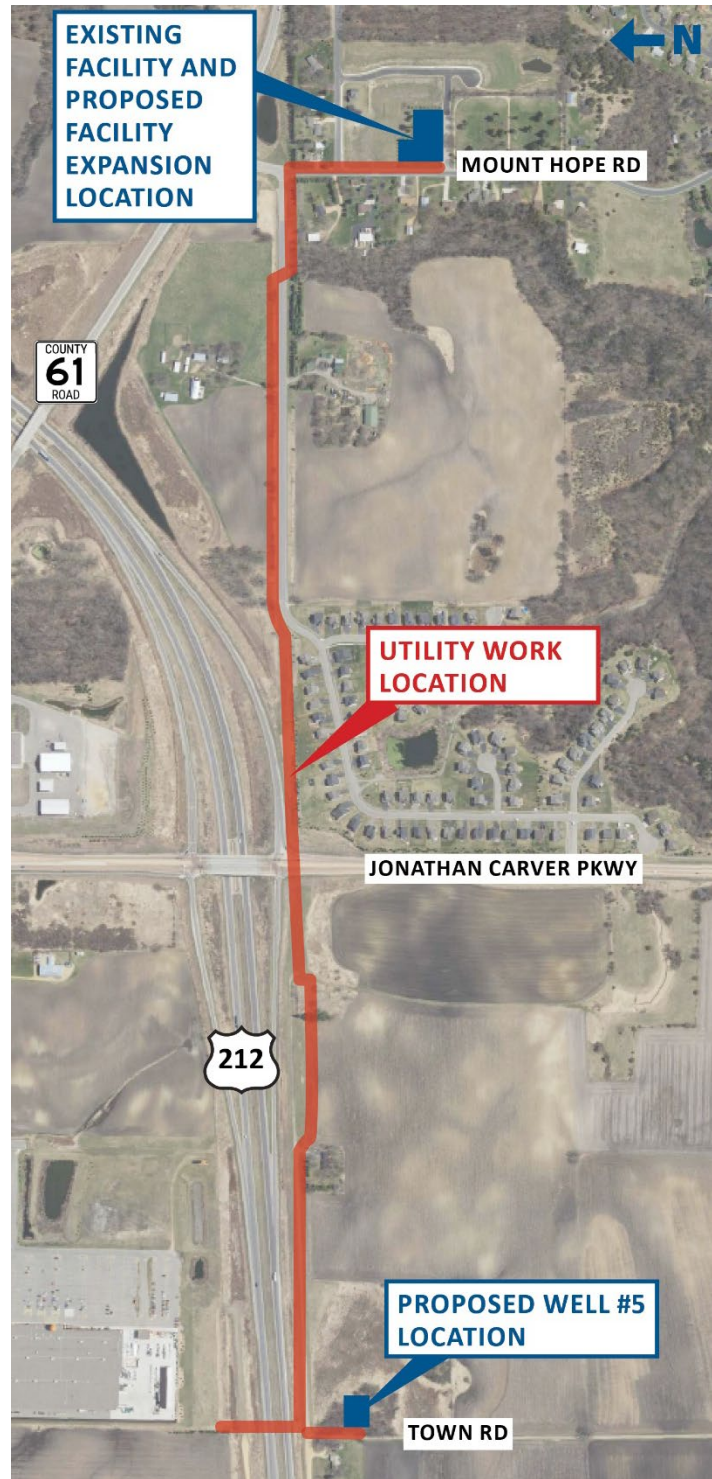 EXISTING
FACILITY AND
PROPOSED
FACILITY
EXPANSION
LOCATION
N
MOUNT HOPE RD
COUNTY
61
ROAD
UTILITY WORK
LOCATION
JONATHAN CARVER PKWY
212
PROPOSED WELL #5
LOCATION
TOWN RD